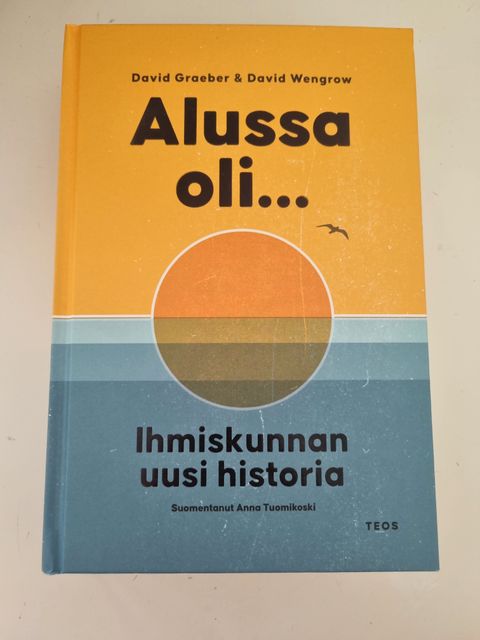 David Graeber & David Wengrow
Alussa
oli...
Ihmiskunnan
uusi historia
Suomentanut Anna Tuomikoski
TEOS